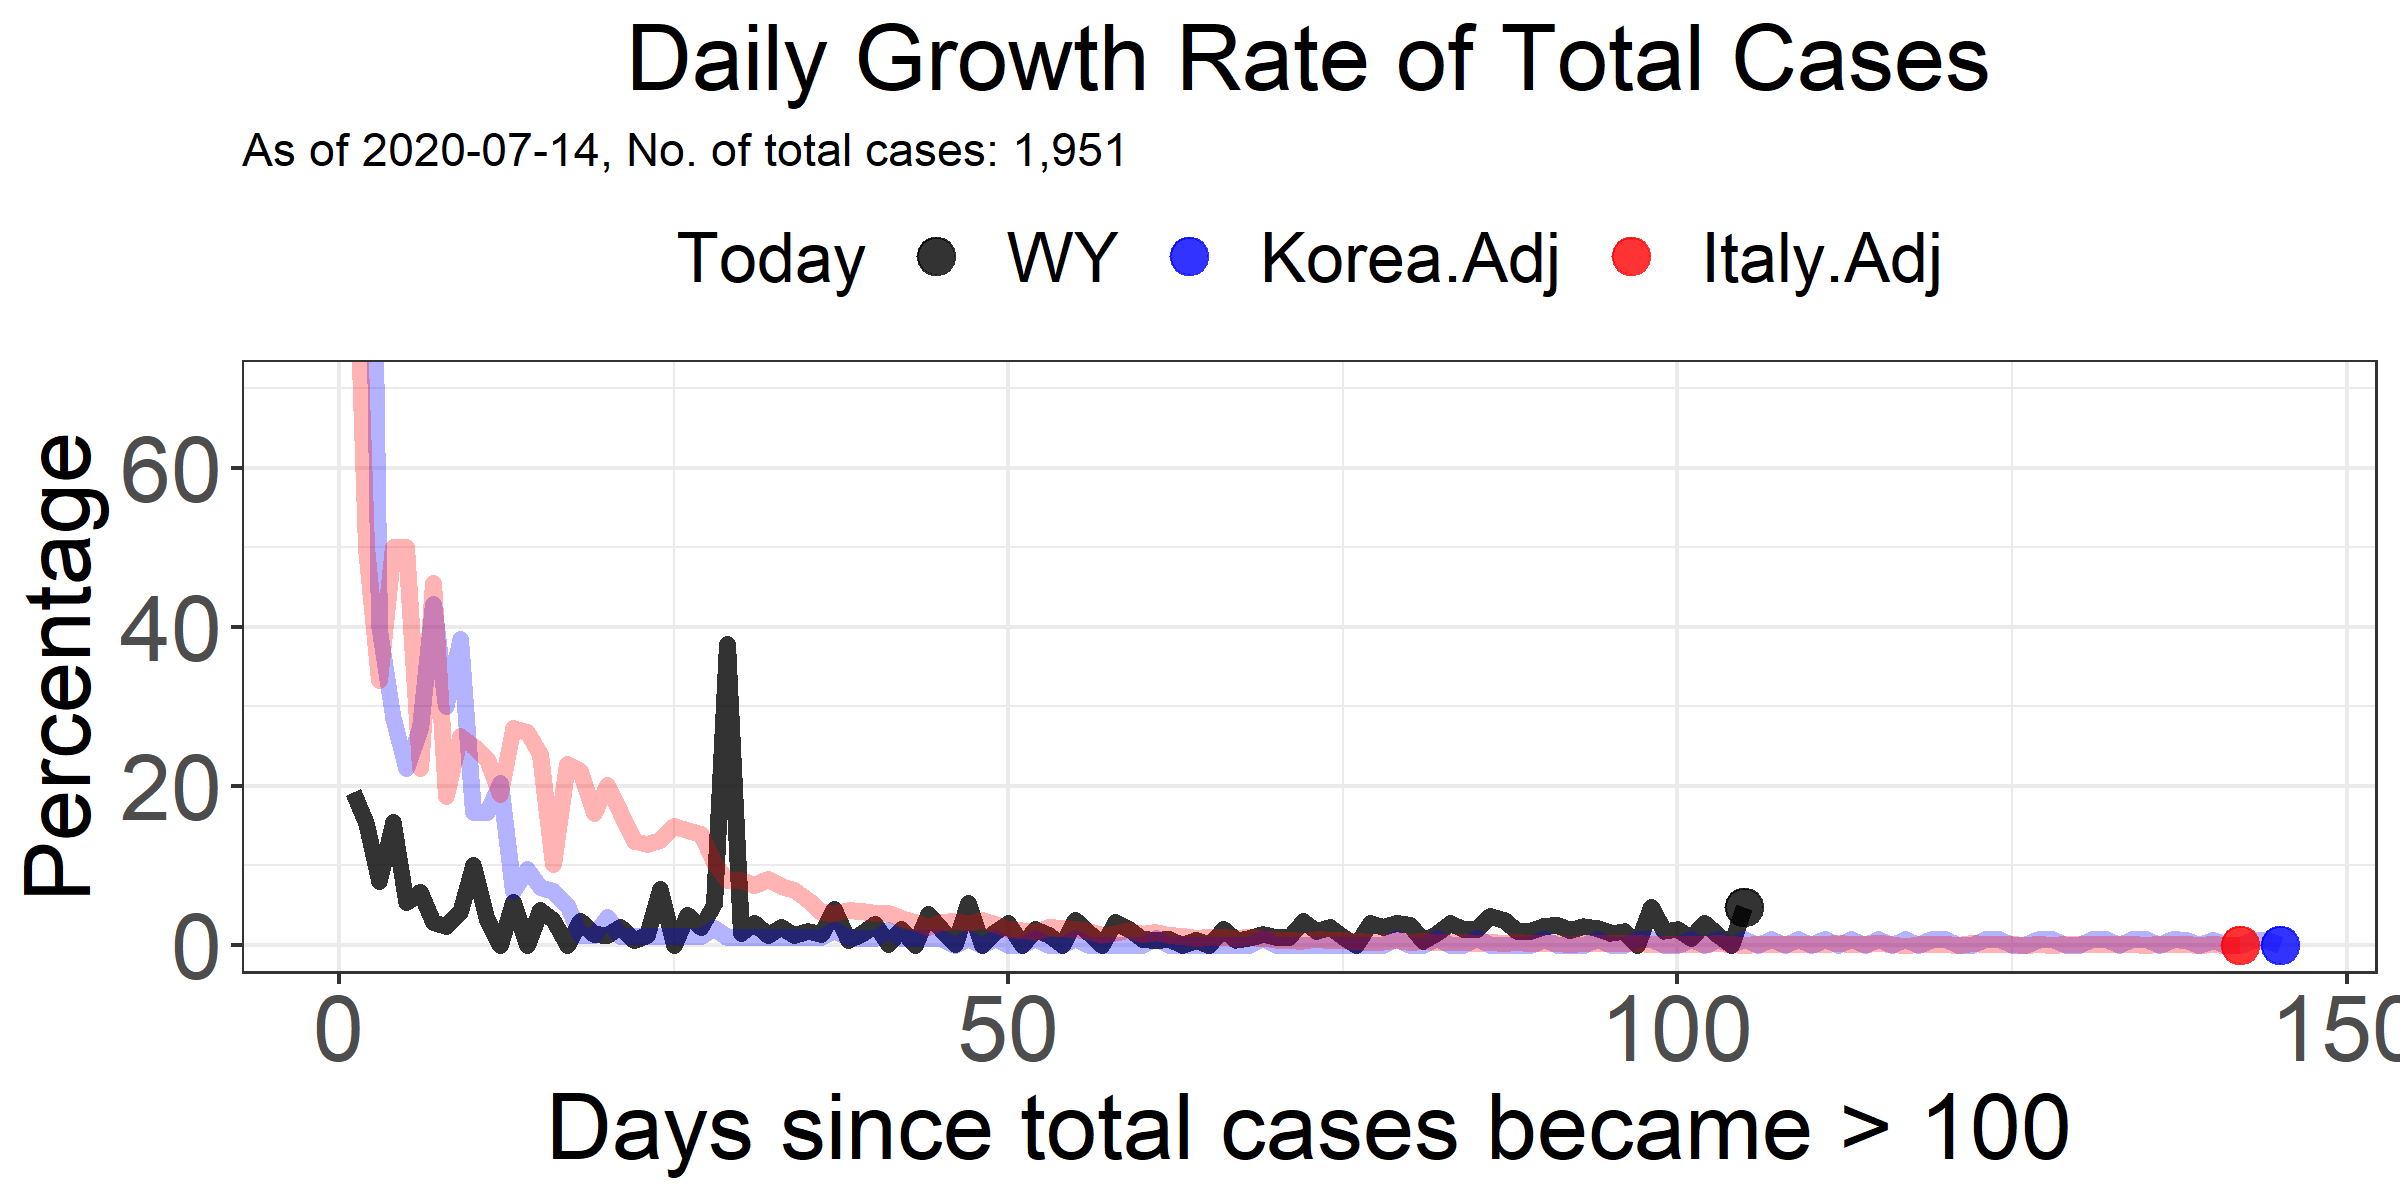 Daily Growth Rate of Total Cases
As of 2020-07-14, No. of total cases: 1,951
Today WY Korea.Adj Italy.Adj
Percentage
60
40
20
0
0 50 100 150
Days since total cases became > 100